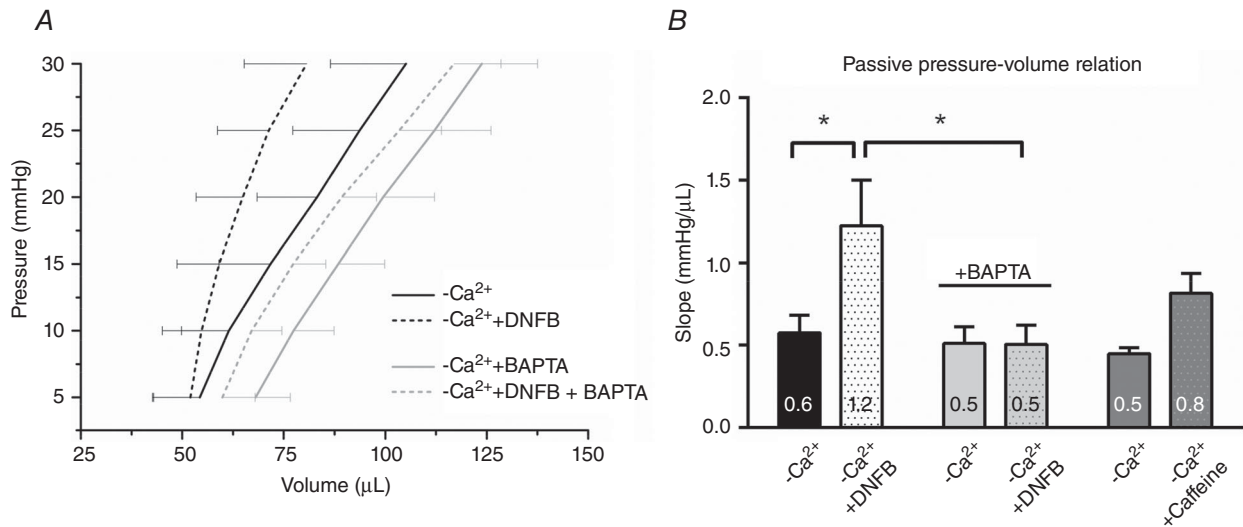 A
30
25
20
15
10
5
Pressure (mmHg)
25
50
75
100
125
150
Volume (μL)
-Ca²⁺
-Ca²⁺+DNFB
-Ca²⁺+BAPTA
-Ca²⁺+DNFB + BAPTA
B
Passive pressure-volume relation
2.0
1.5
1.0
0.5
0.0
Slope (mmHg/μL)
*
*
+BAPTA
0.6
1.2
0.5
0.5
0.5
0.8
-Ca²⁺
-Ca²⁺
+DNFB
-Ca²⁺
-Ca²⁺
+DNFB
-Ca²⁺
-Ca²⁺
+Caffeine